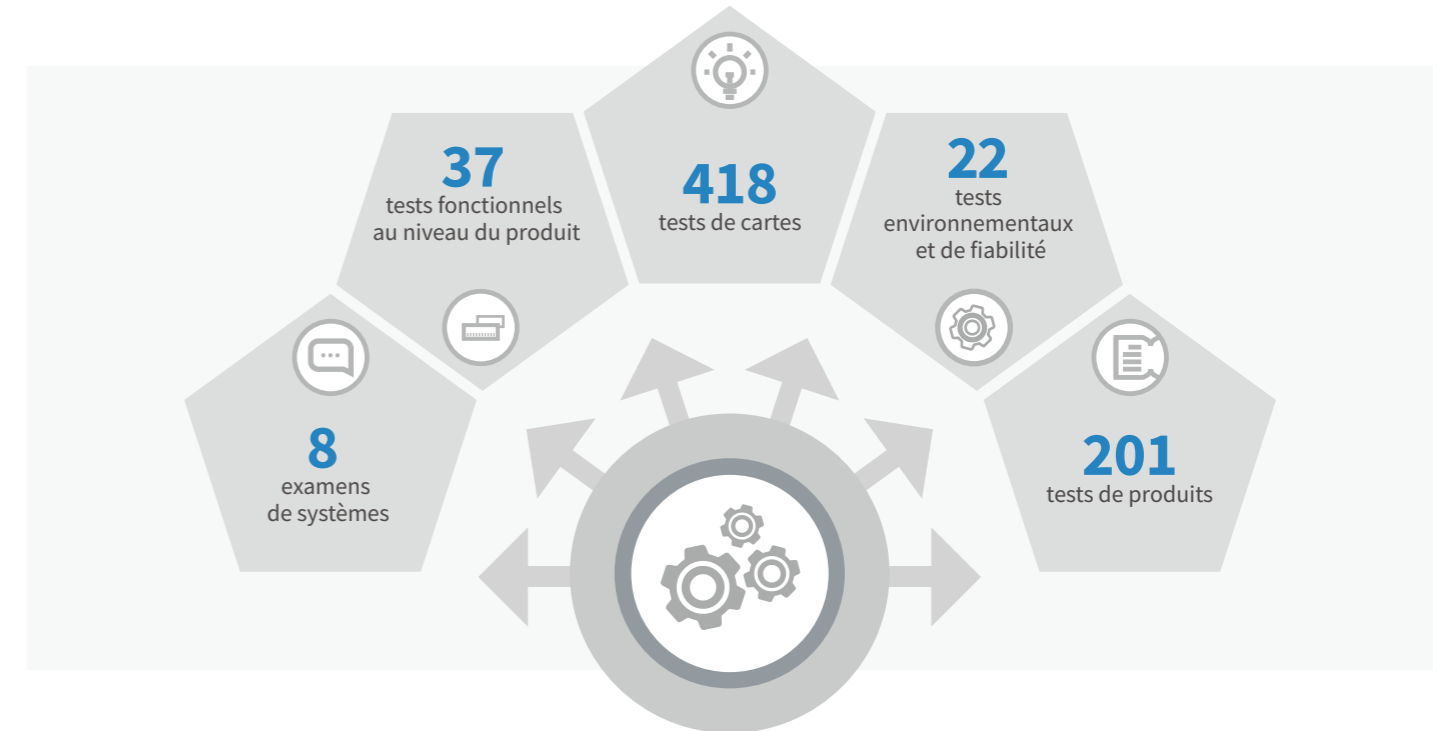 8
examens
de systèmes
37
tests fonctionnels
au niveau du produit
418
tests de cartes
22
tests
environnementaux
et de fiabilité
201
tests de produits